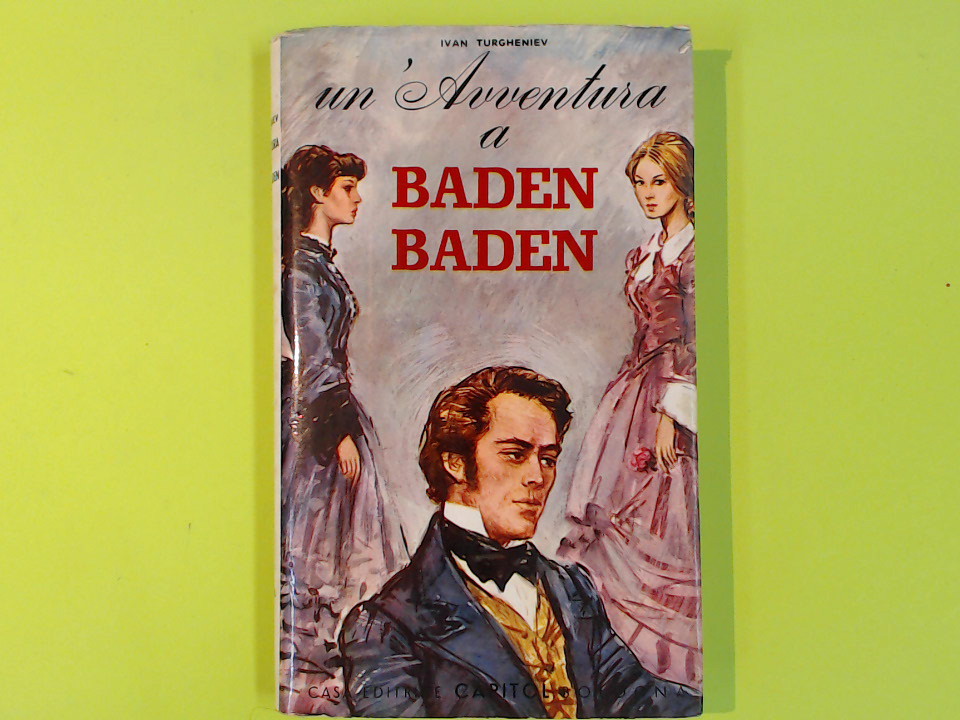 IVAN TURGHENIEV
un'Avventura
a
BADEN
BADEN
CASA EDITRICE CAPITOL BOLOGNA